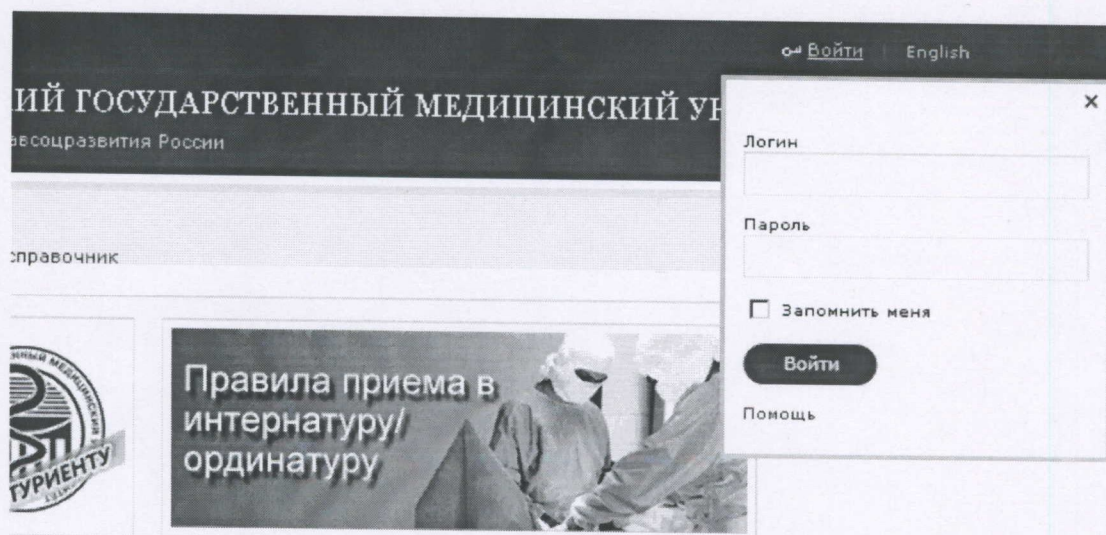 Войти | English
ИЙ ГОСУДАРСТВЕННЫЙ МЕДИЦИНСКИЙ УН
авсоцразвития России
×
Логин
Пароль
справочник
Запомнить меня
Войти
Помощь
Правила приема в
интернатуру/
ординатуру
МЕДИЦИНСКИЙ
ТУРИЕНТУ